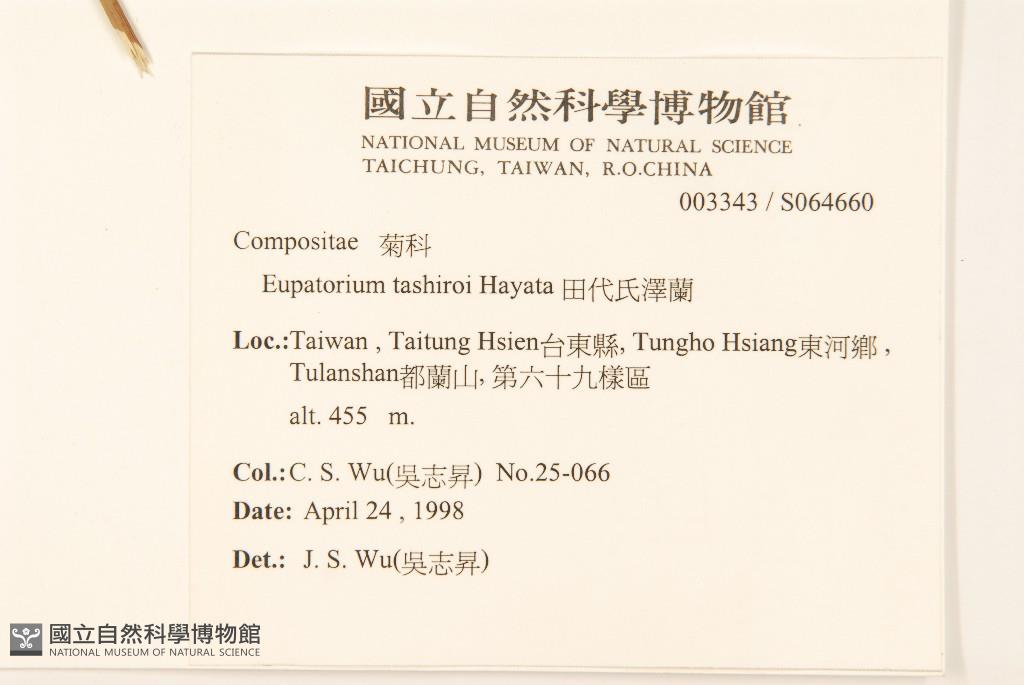 國立自然科學博物館
NATIONAL MUSEUM OF NATURAL SCIENCE
TAICHUNG, TAIWAN, R.O.CHINA
003343 / S064660
Compositae 菊科
Eupatorium tashiroi Hayata 田代氏澤蘭
Loc.:Taiwan , Taitung Hsien台東縣, Tungho Hsiang東河鄉 ,
Tulanshan都蘭山, 第六十九樣區
alt. 455 m.
Col.:C. S. Wu(吳志昇) No.25-066
Date: April 24 , 1998
Det.: J. S. Wu(吳志昇)
國立自然科學博物館
NATIONAL MUSEUM OF NATURAL SCIENCE